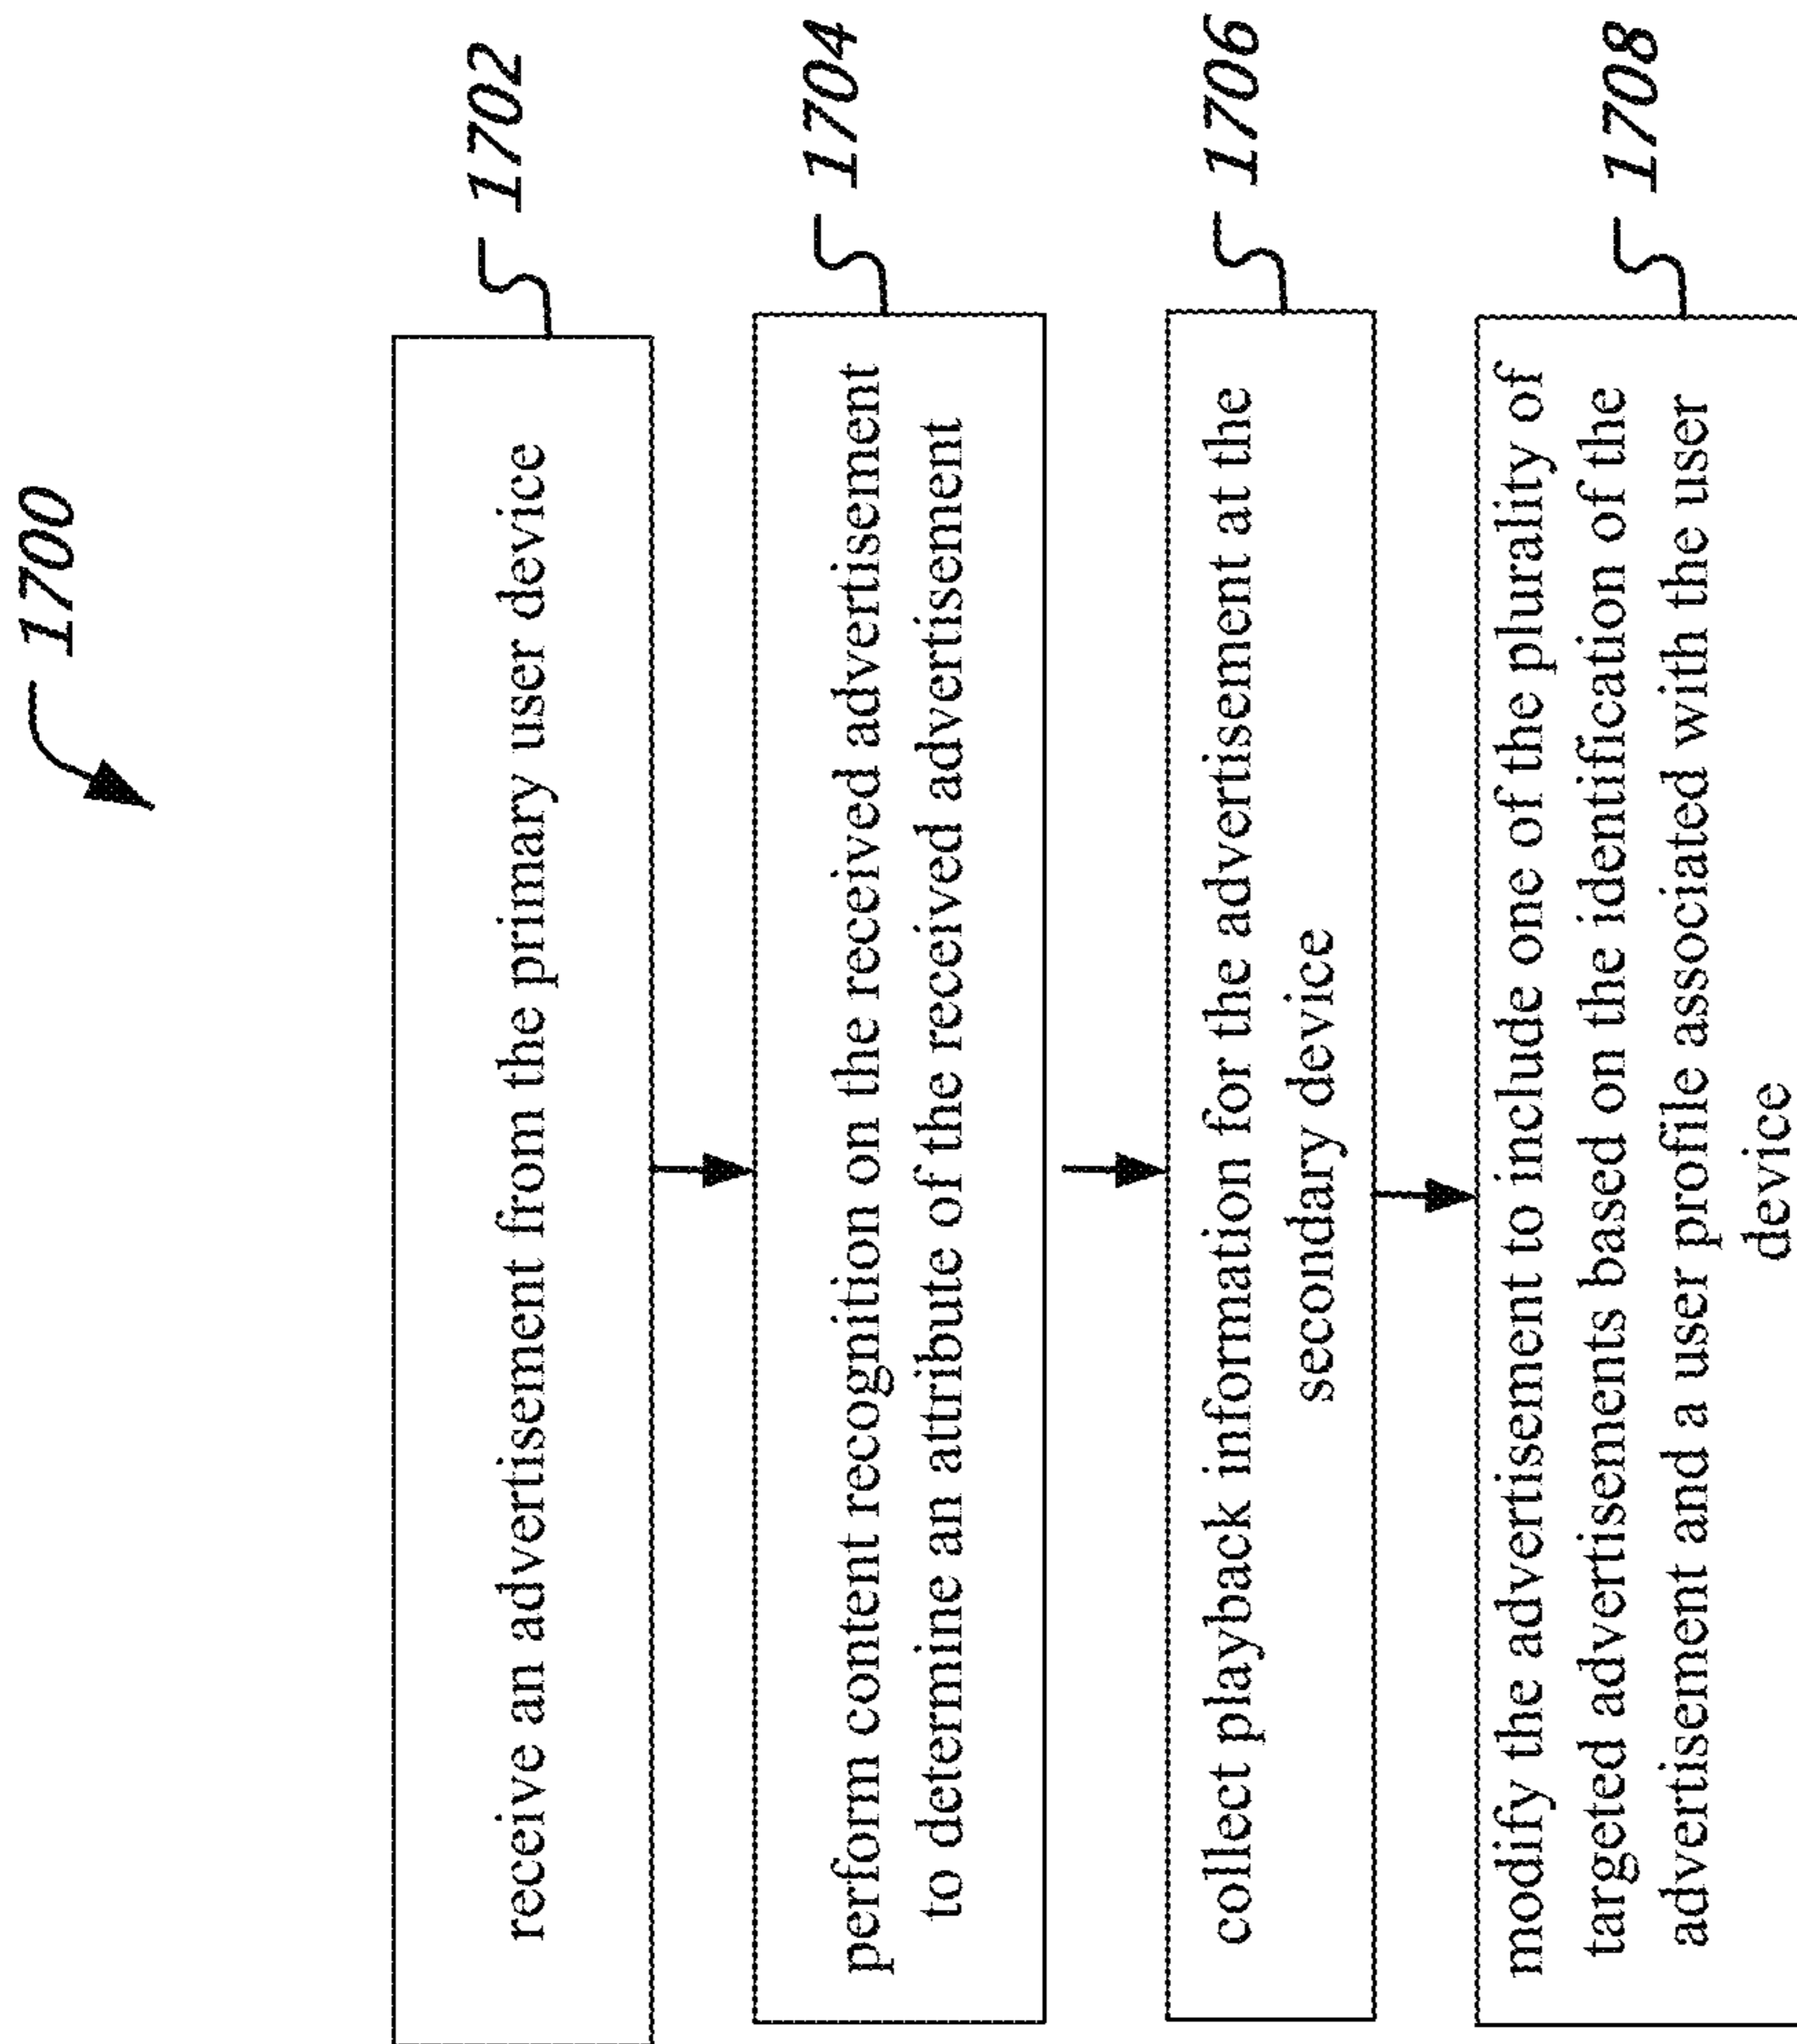 1700
receive an advertisement from the primary user device
1702
perform content recognition on the received advertisement
to determine an attribute of the received advertisement
1704
collect playback information for the advertisement at the
secondary device
1706
modify the advertisement to include one of the plurality of
targeted advertisements based on the identification of the
advertisement and a user profile associated with the user
device
1708